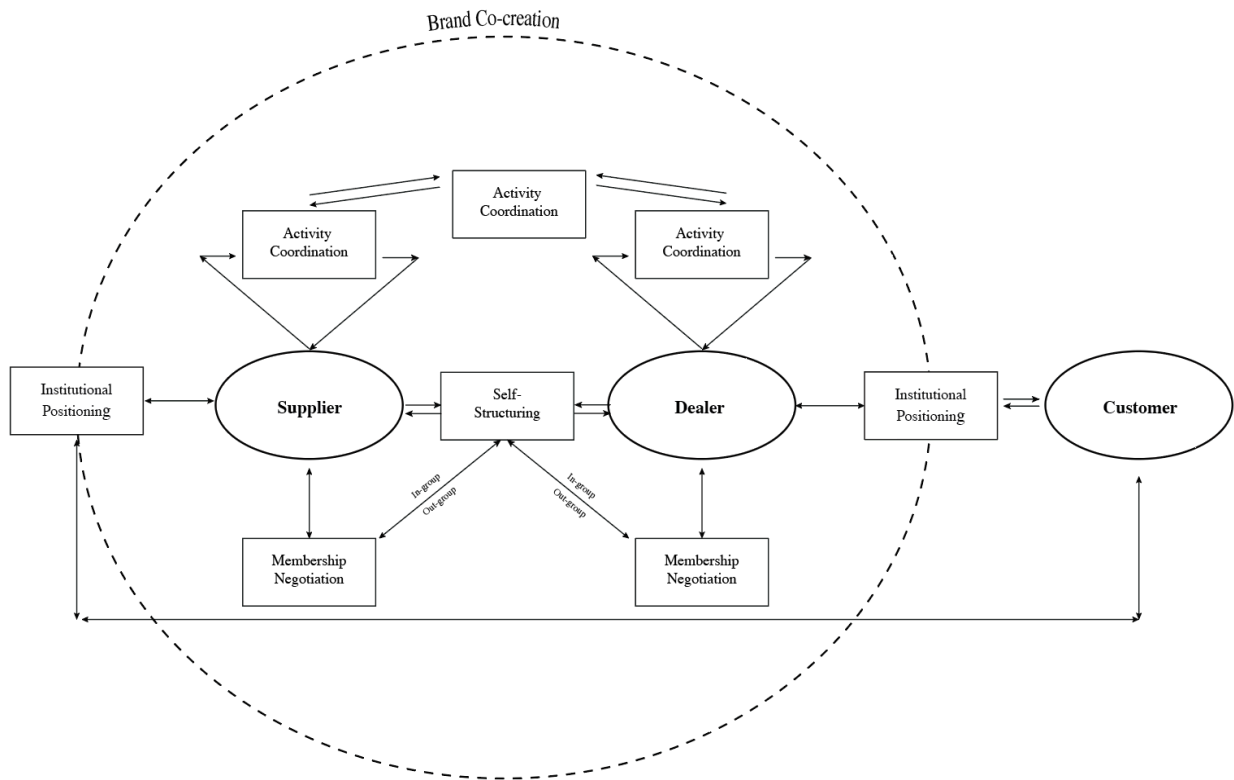 Brand Co-creation
Activity
Coordination
Activity
Coordination
Activity
Coordination
Institutional
Positioning
Supplier
Self-
Structuring
Dealer
Institutional
Positioning
Customer
In-group
Out-group
In-group
Out-group
Membership
Negotiation
Membership
Negotiation